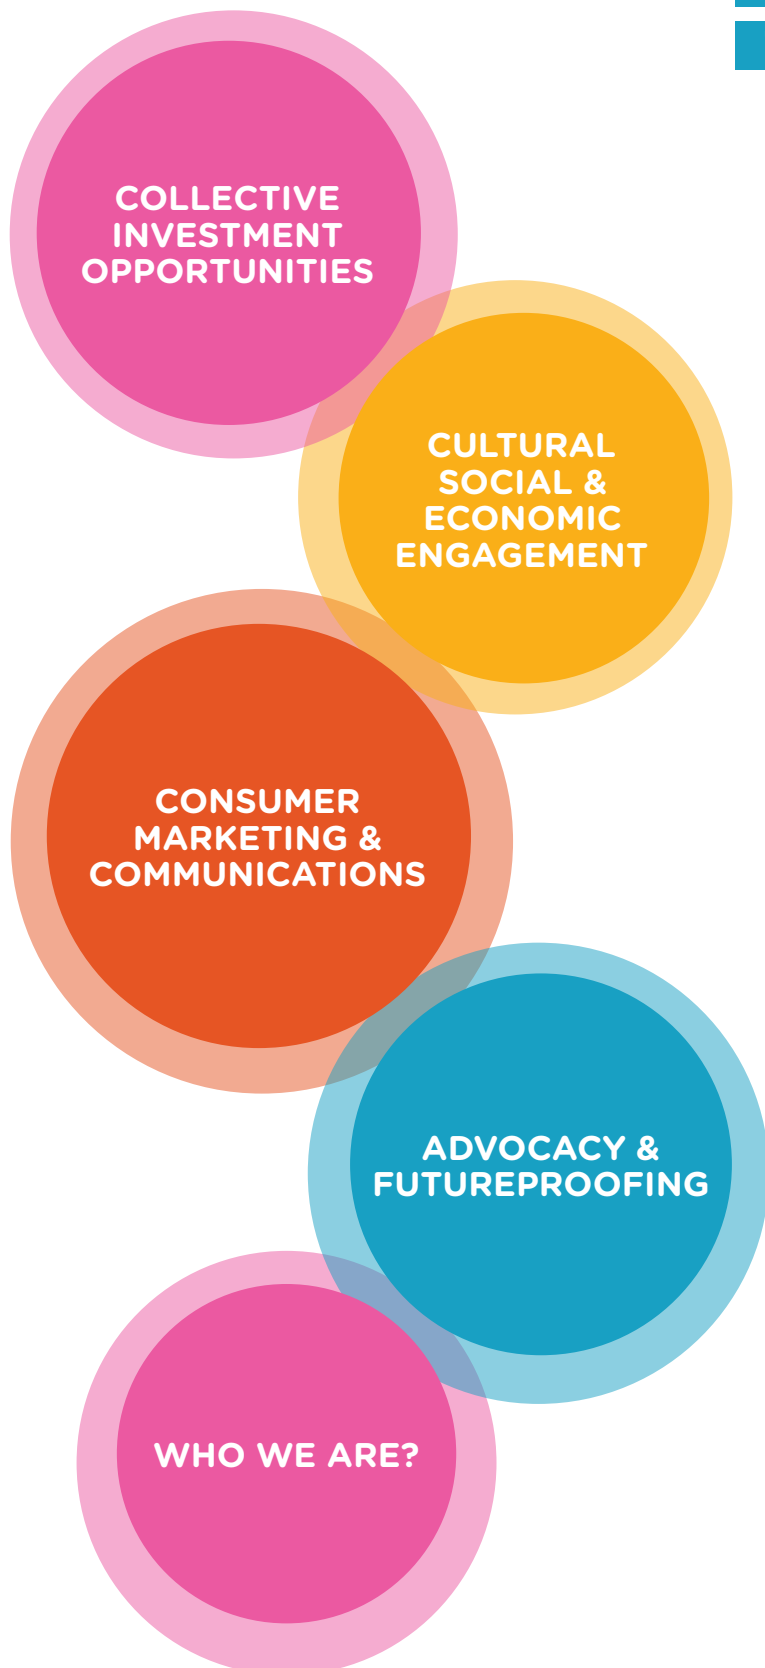 COLLECTIVE
INVESTMENT
OPPORTUNITIES
CULTURAL
SOCIAL &
ECONOMIC
ENGAGEMENT
CONSUMER
MARKETING &
COMMUNICATIONS
ADVOCACY &
FUTUREPROOFING
WHO WE ARE?